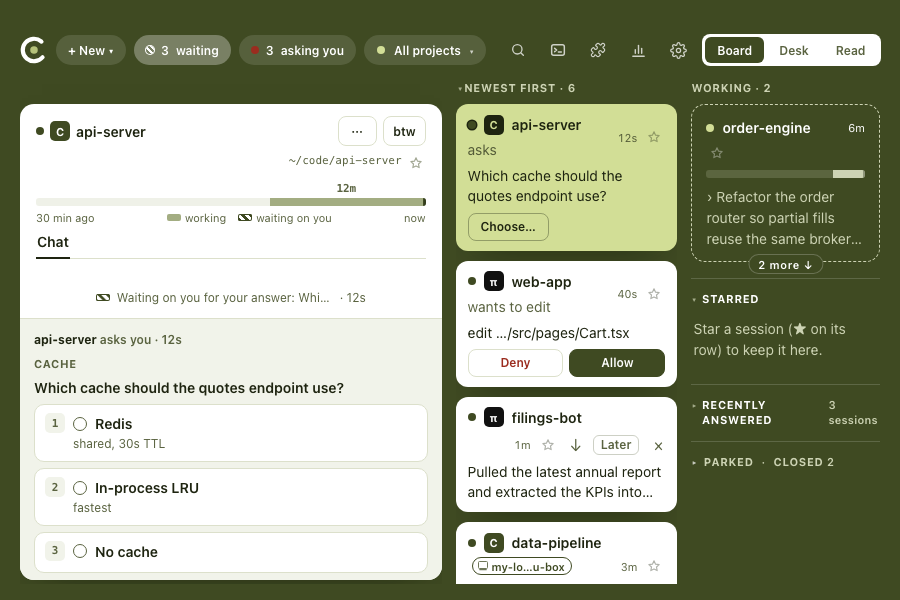 + New ▾
3 waiting
3 asking you
All projects ▾
Board
Desk
Read
C api-server
···
btw
~/code/api-server
12m
30 min ago
working
waiting on you
now
Chat
Waiting on you for your answer: Whi... · 12s
api-server asks you · 12s
CACHE
Which cache should the quotes endpoint use?
1 Redis
shared, 30s TTL
2 In-process LRU
fastest
3 No cache
▾ NEWEST FIRST · 6
C api-server
12s
asks
Which cache should the
quotes endpoint use?
Choose...
π web-app
40s
wants to edit
edit .../src/pages/Cart.tsx
Deny
Allow
π filings-bot
1m
↓
Later
×
Pulled the latest annual report
and extracted the KPIs into...
C data-pipeline
my-lo...u-box
3m
WORKING · 2
order-engine
6m
› Refactor the order
router so partial fills
reuse the same broker...
2 more ↓
▾ STARRED
Star a session (★ on its
row) to keep it here.
▸ RECENTLY
ANSWERED
3
sessions
▸ PARKED · CLOSED 2